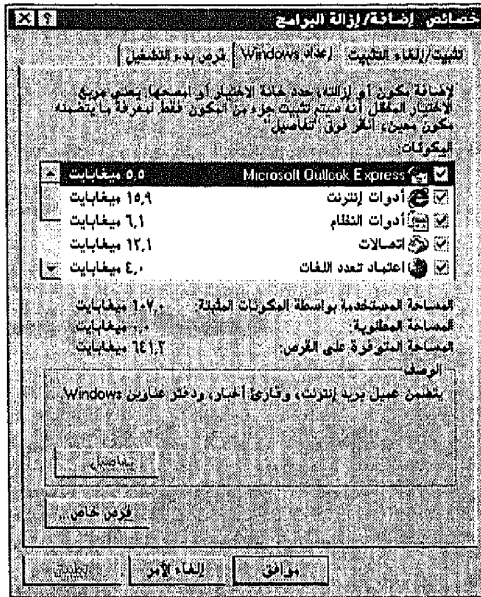 خصائص إضافة/إزالة البرامج
تثبيت/إلغاء التثبيت
إعداد Windows
قرص بدء التشغيل
لإضافة مكون أو إزالته، حدد خانة الاختيار أو امسحها. يعني مربع
الاختيار المظلل أنه سيتم تثبيت جزء من المكون فقط. لمعرفة ما يتضمنه
مكون معين، انقر فوق "تفاصيل".
المكونات
Microsoft Outlook Express ٥,٥ ميغابايت
أدوات إنترنت ١٥,٩ ميغابايت
أدوات النظام ٦,١ ميغابايت
اتصالات ١٢,١ ميغابايت
اعتماد تعدد اللغات ٤,٠ ميغابايت
المساحة المستخدمة بواسطة المكونات المثبتة: ١٠٧,٠ ميغابايت
المساحة المطلوبة: ٠,٠ ميغابايت
المساحة المتوفرة على القرص: ٦٤١,٢ ميغابايت
الوصف
يتضمن عميل بريد إنترنت، وقارئ أخبار، ودفتر عناوين Windows.
تفاصيل...
قرص خاص...
موافق
إلغاء الأمر
تطبيق